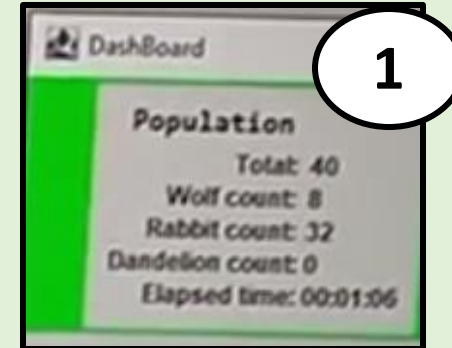 DashBoard
1
Population
Total: 40
Wolf count: 8
Rabbit count: 32
Dandelion count: 0
Elapsed time: 00:01:06